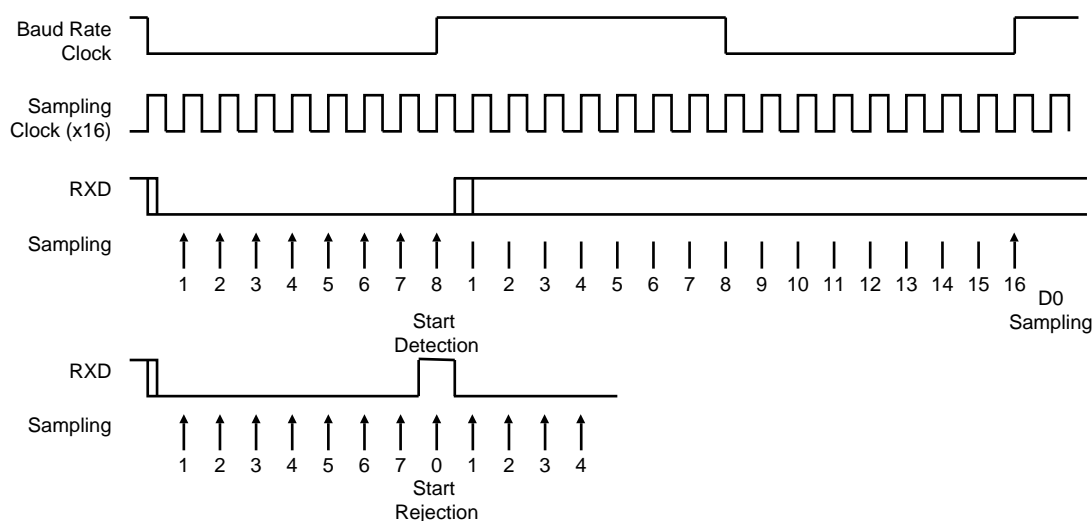 Baud Rate
Clock
Sampling
Clock (x16)
RXD
Sampling
1 2 3 4 5 6 7 8 1 2 3 4 5 6 7 8 9 10 11 12 13 14 15 16
D0
Sampling
Start
Detection
RXD
Sampling
1 2 3 4 5 6 7 0 1 2 3 4
Start
Rejection